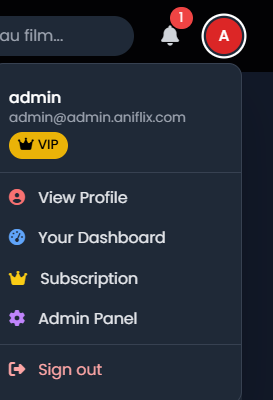 au film...
1
A
admin
admin@admin.aniflix.com
VIP
View Profile
Your Dashboard
Subscription
Admin Panel
Sign out